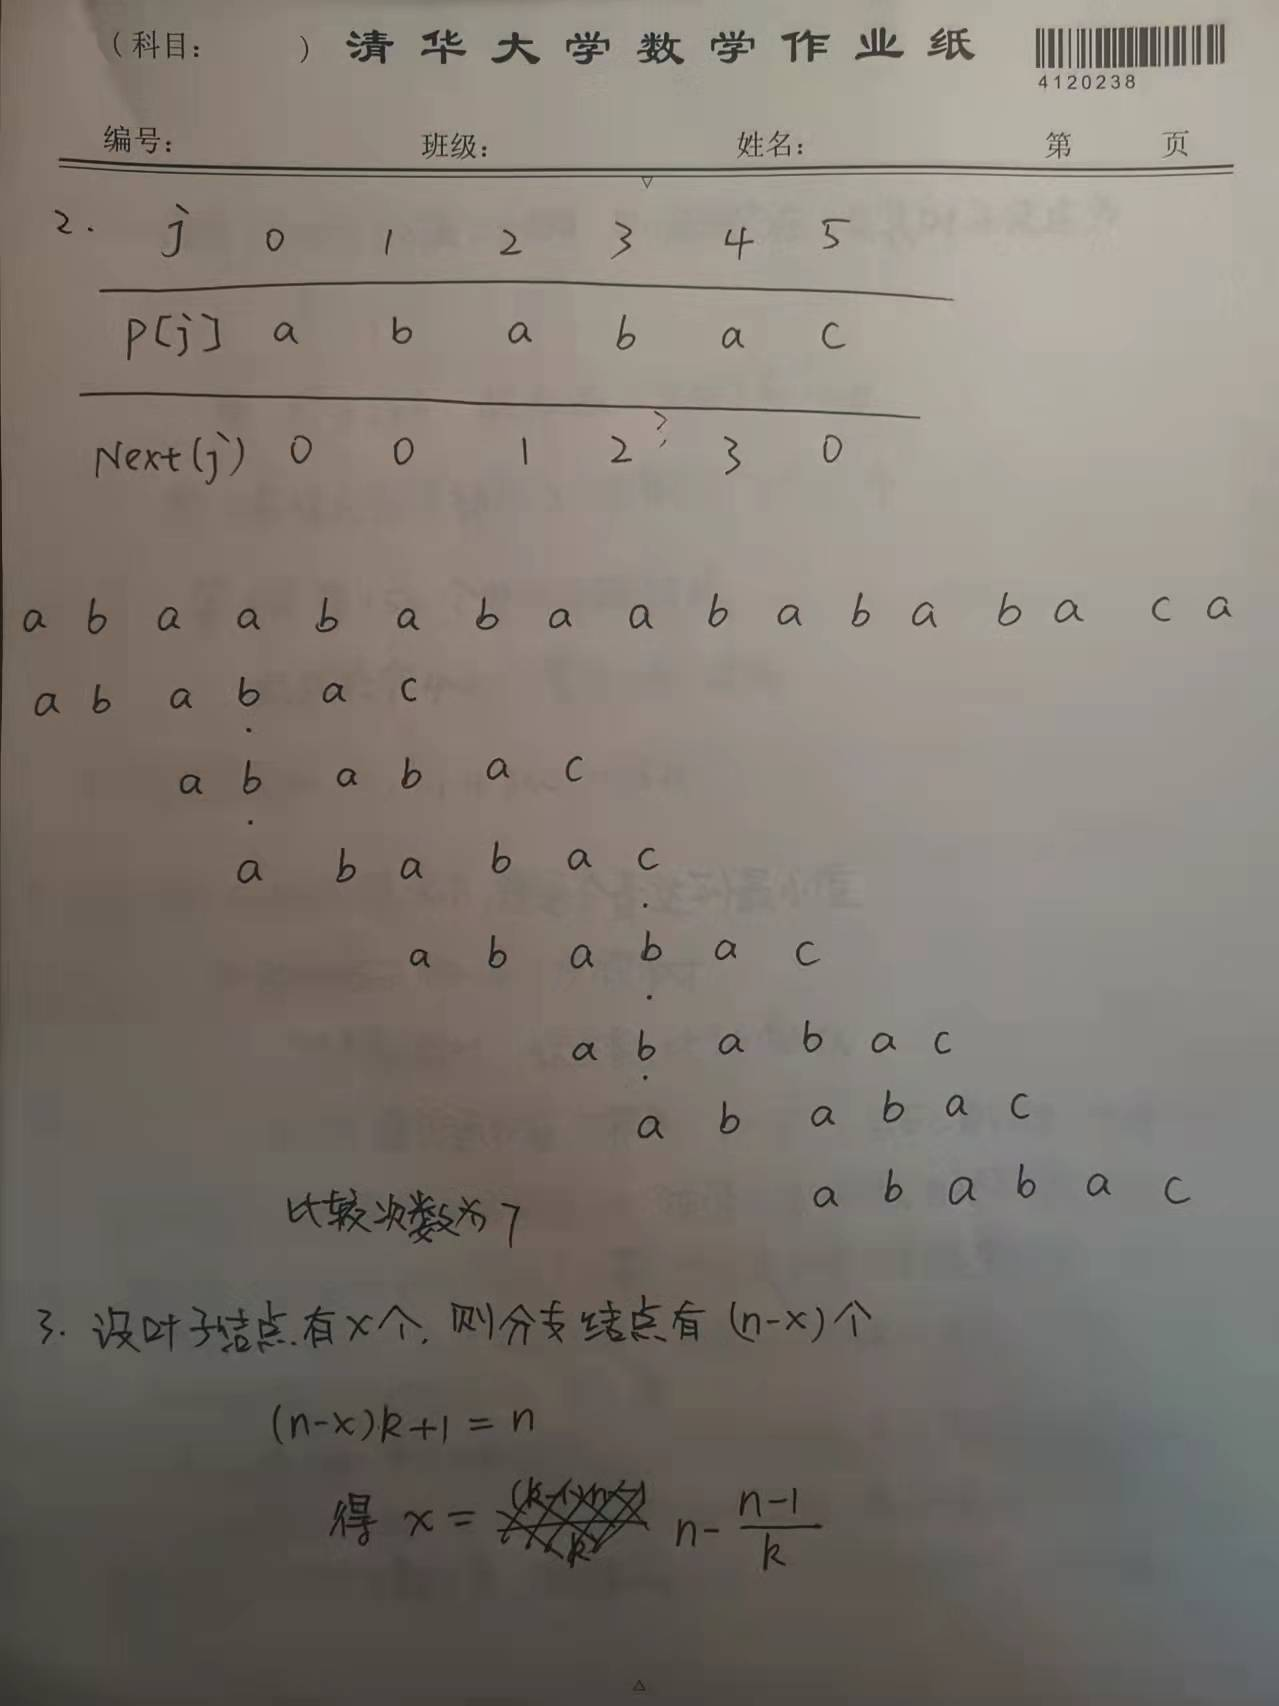 （科目： ） 清华大学数学作业纸
4120238
编号： 班级： 姓名： 第 页
2. j 0 1 2 3 4 5
P[j] a b a b a c
Next(j) 0 0 1 2 3 0
a b a a b a b a a b a b a b a c a
a b a b a c
a b a b a c
a b a b a c
a b a b a c
a b a b a c
a b a b a c
a b a b a c
比较次数为7
3. 设叶子结点有x个, 则分支结点有(n-x)个
(n-x)k+1=n
得 x= n- \frac{n-1}{k}